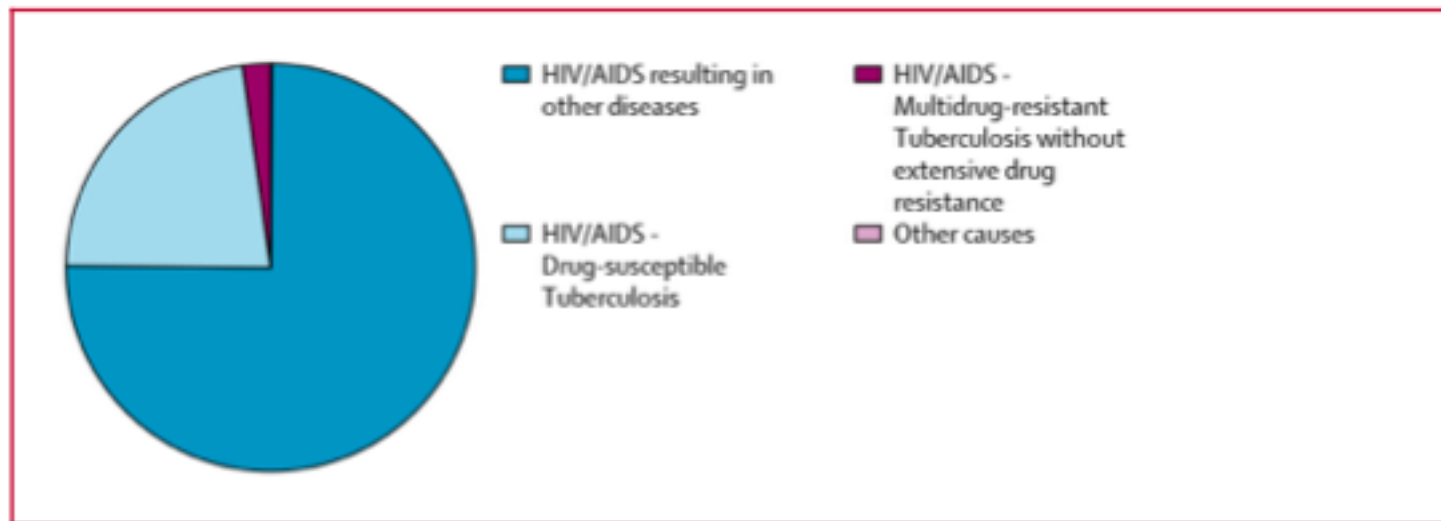 HIV/AIDS resulting in
other diseases
HIV/AIDS -
Drug-susceptible
Tuberculosis
HIV/AIDS -
Multidrug-resistant
Tuberculosis without
extensive drug
resistance
Other causes